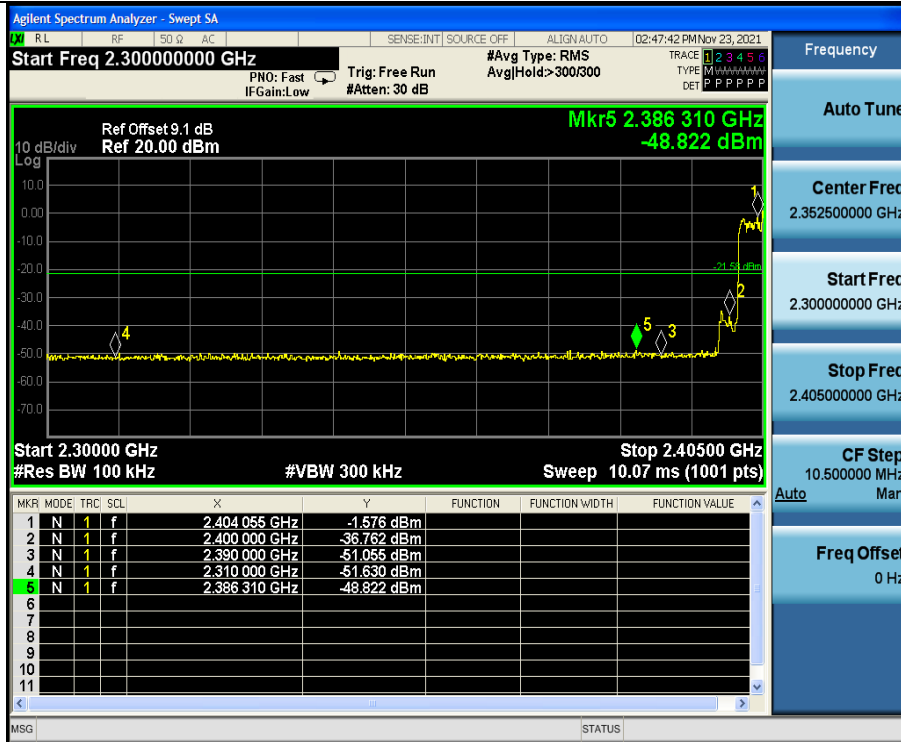 Agilent Spectrum Analyzer - Swept SA
LXI RL RF 50 Ω AC SENSE:INT SOURCE OFF ALIGN AUTO 02:47:42 PM Nov 23, 2021
Start Freq 2.300000000 GHz
PNO: Fast
IFGain:Low
Trig: Free Run
#Atten: 30 dB
#Avg Type: RMS
Avg|Hold:>300/300
TRACE 1 2 3 4 5 6
TYPE M
DET P P P P P P
Mkr5 2.386 310 GHz
-48.822 dBm
Ref Offset 9.1 dB
10 dB/div Ref 20.00 dBm
Log
10.0
0.00
-10.0
-20.0
-30.0
-40.0
-50.0
-60.0
-70.0
1
-21.58 dBm
2
4
5
3
Start 2.30000 GHz Stop 2.40500 GHz
#Res BW 100 kHz #VBW 300 kHz Sweep 10.07 ms (1001 pts)
MKR MODE TRC SCL X Y FUNCTION FUNCTION WIDTH FUNCTION VALUE
1 N 1 f 2.404 055 GHz -1.576 dBm
2 N 1 f 2.400 000 GHz -36.762 dBm
3 N 1 f 2.390 000 GHz -51.055 dBm
4 N 1 f 2.310 000 GHz -51.630 dBm
5 N 1 f 2.386 310 GHz -48.822 dBm
6
7
8
9
10
11
MSG STATUS
Frequency
Auto Tune
Center Freq
2.352500000 GHz
Start Freq
2.300000000 GHz
Stop Freq
2.405000000 GHz
CF Step
10.500000 MHz
Auto Man
Freq Offset
0 Hz